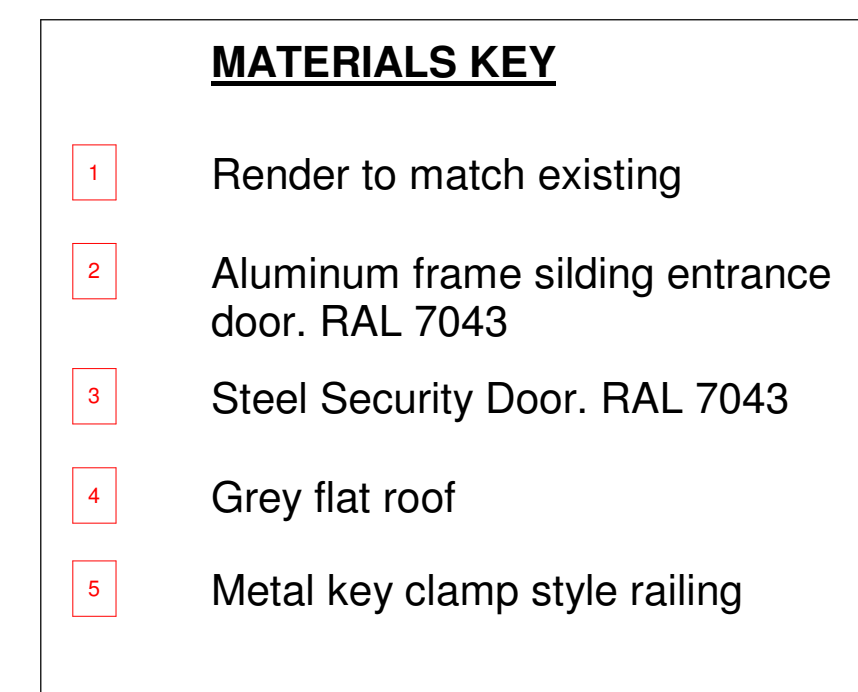 MATERIALS KEY
1 Render to match existing
2 Aluminum frame silding entrance
door. RAL 7043
3 Steel Security Door. RAL 7043
4 Grey flat roof
5 Metal key clamp style railing